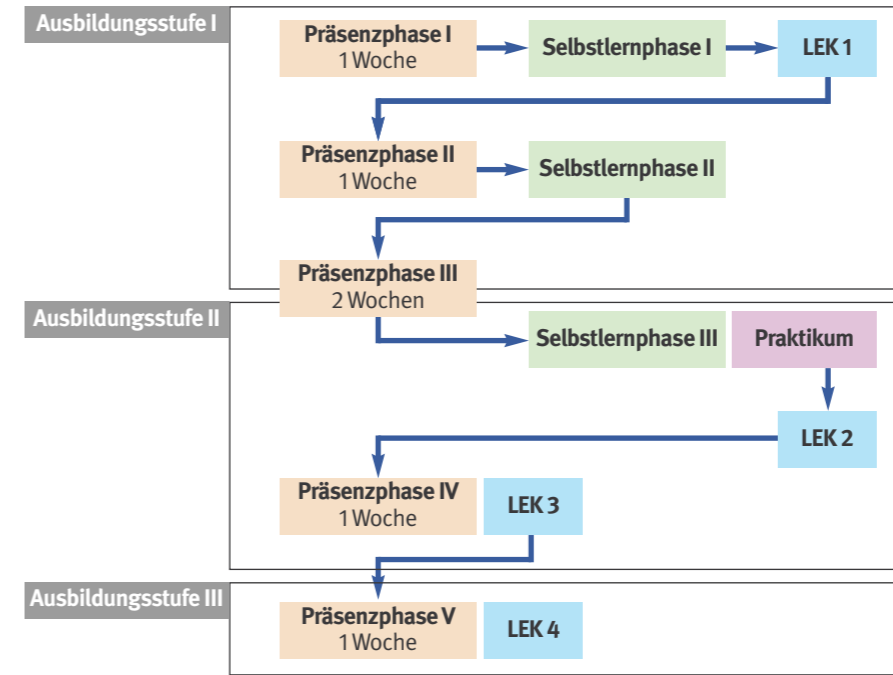 Ausbildungsstufe I
Präsenzphase I
1 Woche
Selbstlernphase I
LEK 1
Präsenzphase II
1 Woche
Selbstlernphase II
Präsenzphase III
2 Wochen
Ausbildungsstufe II
Selbstlernphase III
Praktikum
LEK 2
Präsenzphase IV
1 Woche
LEK 3
Ausbildungsstufe III
Präsenzphase V
1 Woche
LEK 4